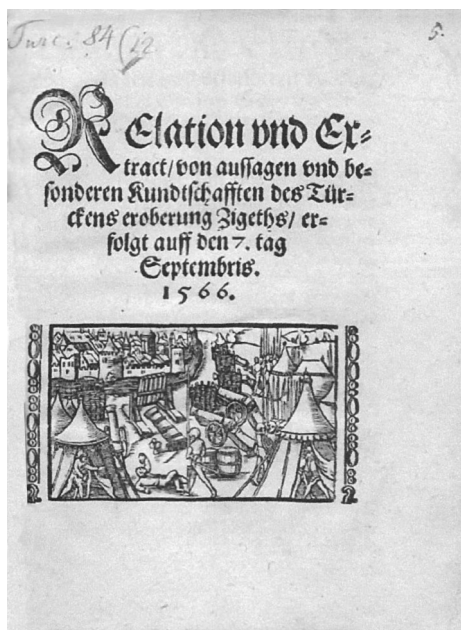 Turc. 84(22
5.
RElation vnd Ex-
tract/ von aussagen vnd be-
sonderen Kundtschafften des Tür-
ckens eroberung Zigeths/ er-
folgt auff den 7. tag
Septembris.
1566.